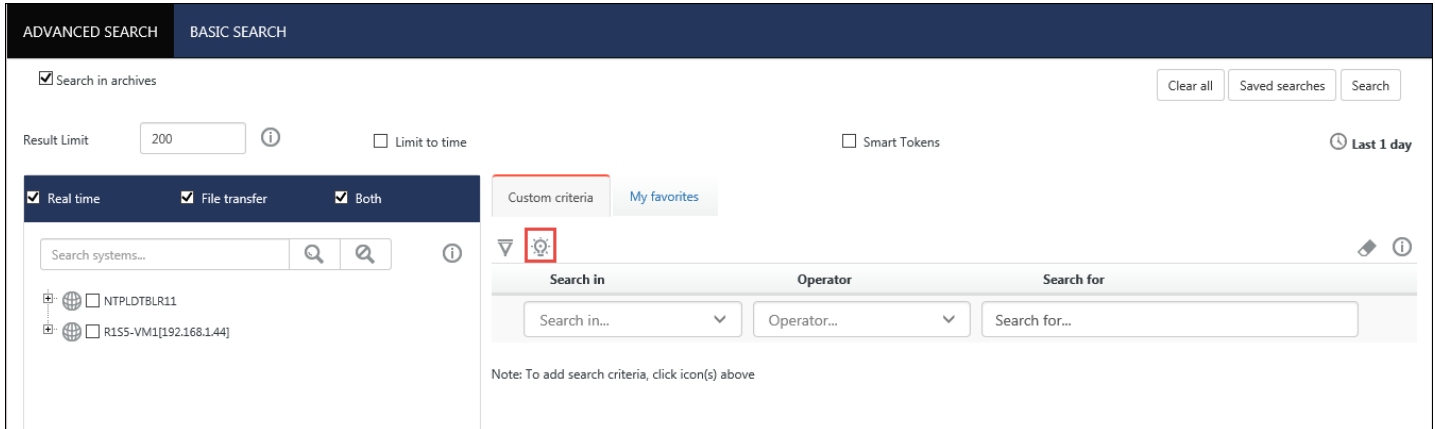 ADVANCED SEARCH BASIC SEARCH
Search in archives
Clear all Saved searches Search
Result Limit 200 Limit to time Smart Tokens Last 1 day
Real time File transfer Both
Custom criteria My favorites
Search systems...
Search in Operator Search for
NTPLDTBLR11
Search in... Operator... Search for...
R1S5-VM1[192.168.1.44]
Note: To add search criteria, click icon(s) above